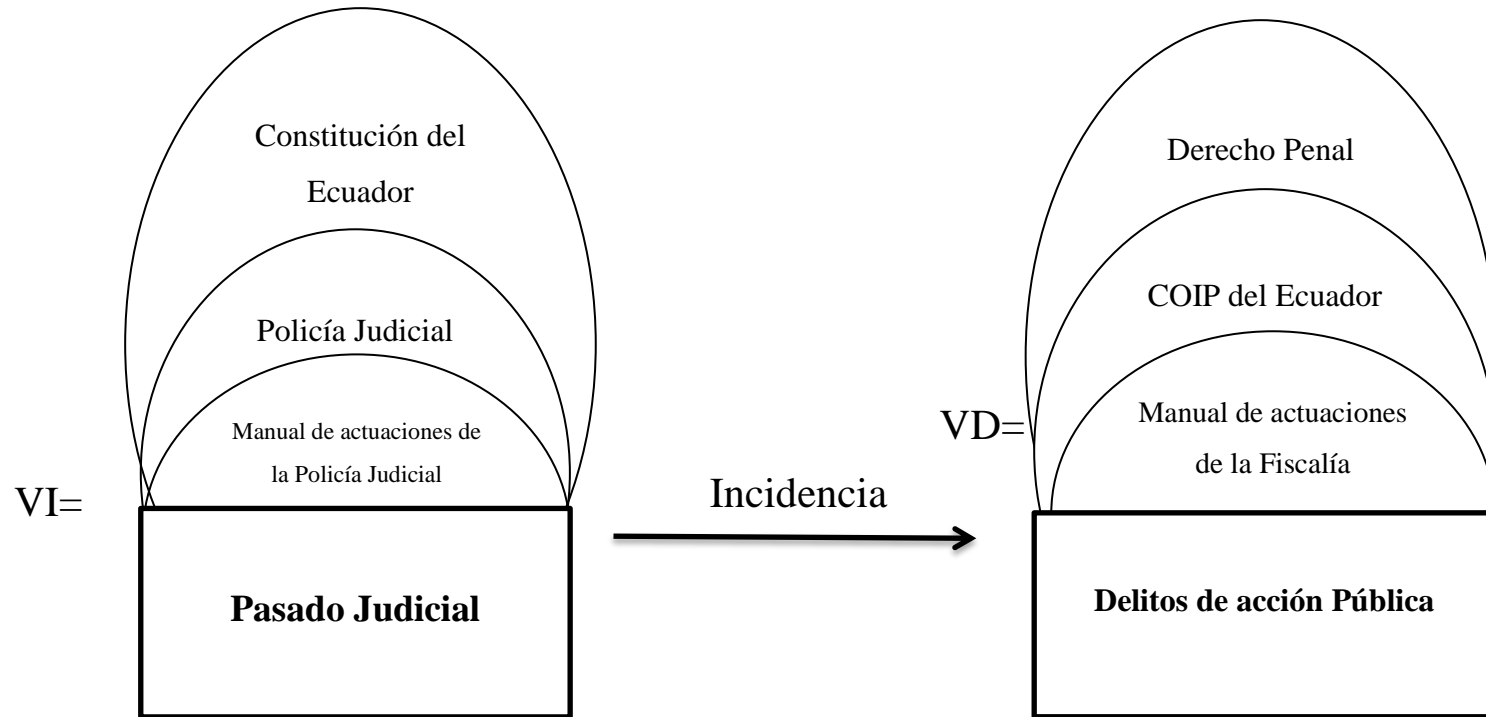 Constitución del
Ecuador
Policía Judicial
Manual de actuaciones de
la Policía Judicial
VI=
Pasado Judicial
Incidencia
Derecho Penal
COIP del Ecuador
Manual de actuaciones
de la Fiscalía
VD=
Delitos de acción Pública